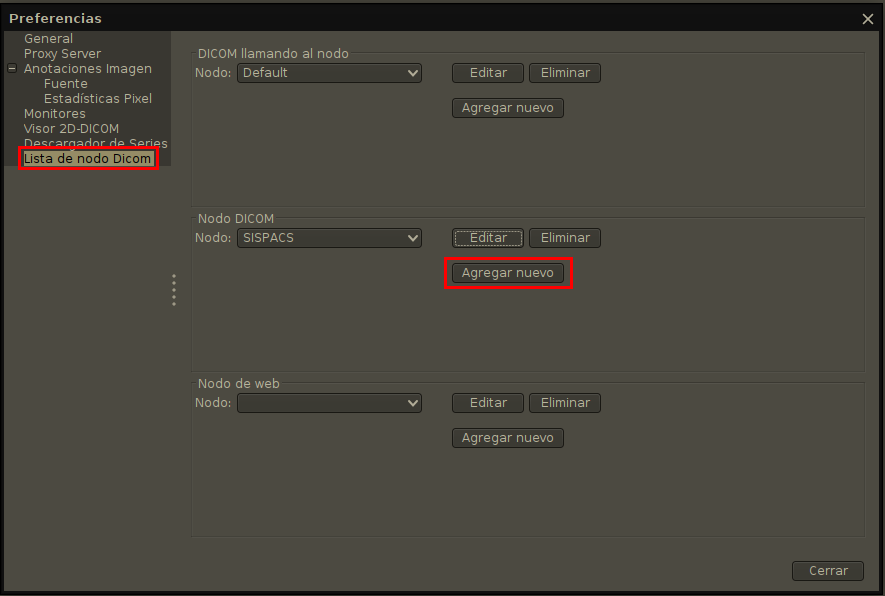 Preferencias
General
Proxy Server
Anotaciones Imagen
Fuente
Estadísticas Pixel
Monitores
Visor 2D-DICOM
Descargador de Series
Lista de nodo Dicom
DICOM llamando al nodo
Nodo: Default Editar Eliminar
Agregar nuevo
Nodo DICOM
Nodo: SISPACS Editar Eliminar
Agregar nuevo
Nodo de web
Nodo: Editar Eliminar
Agregar nuevo
Cerrar